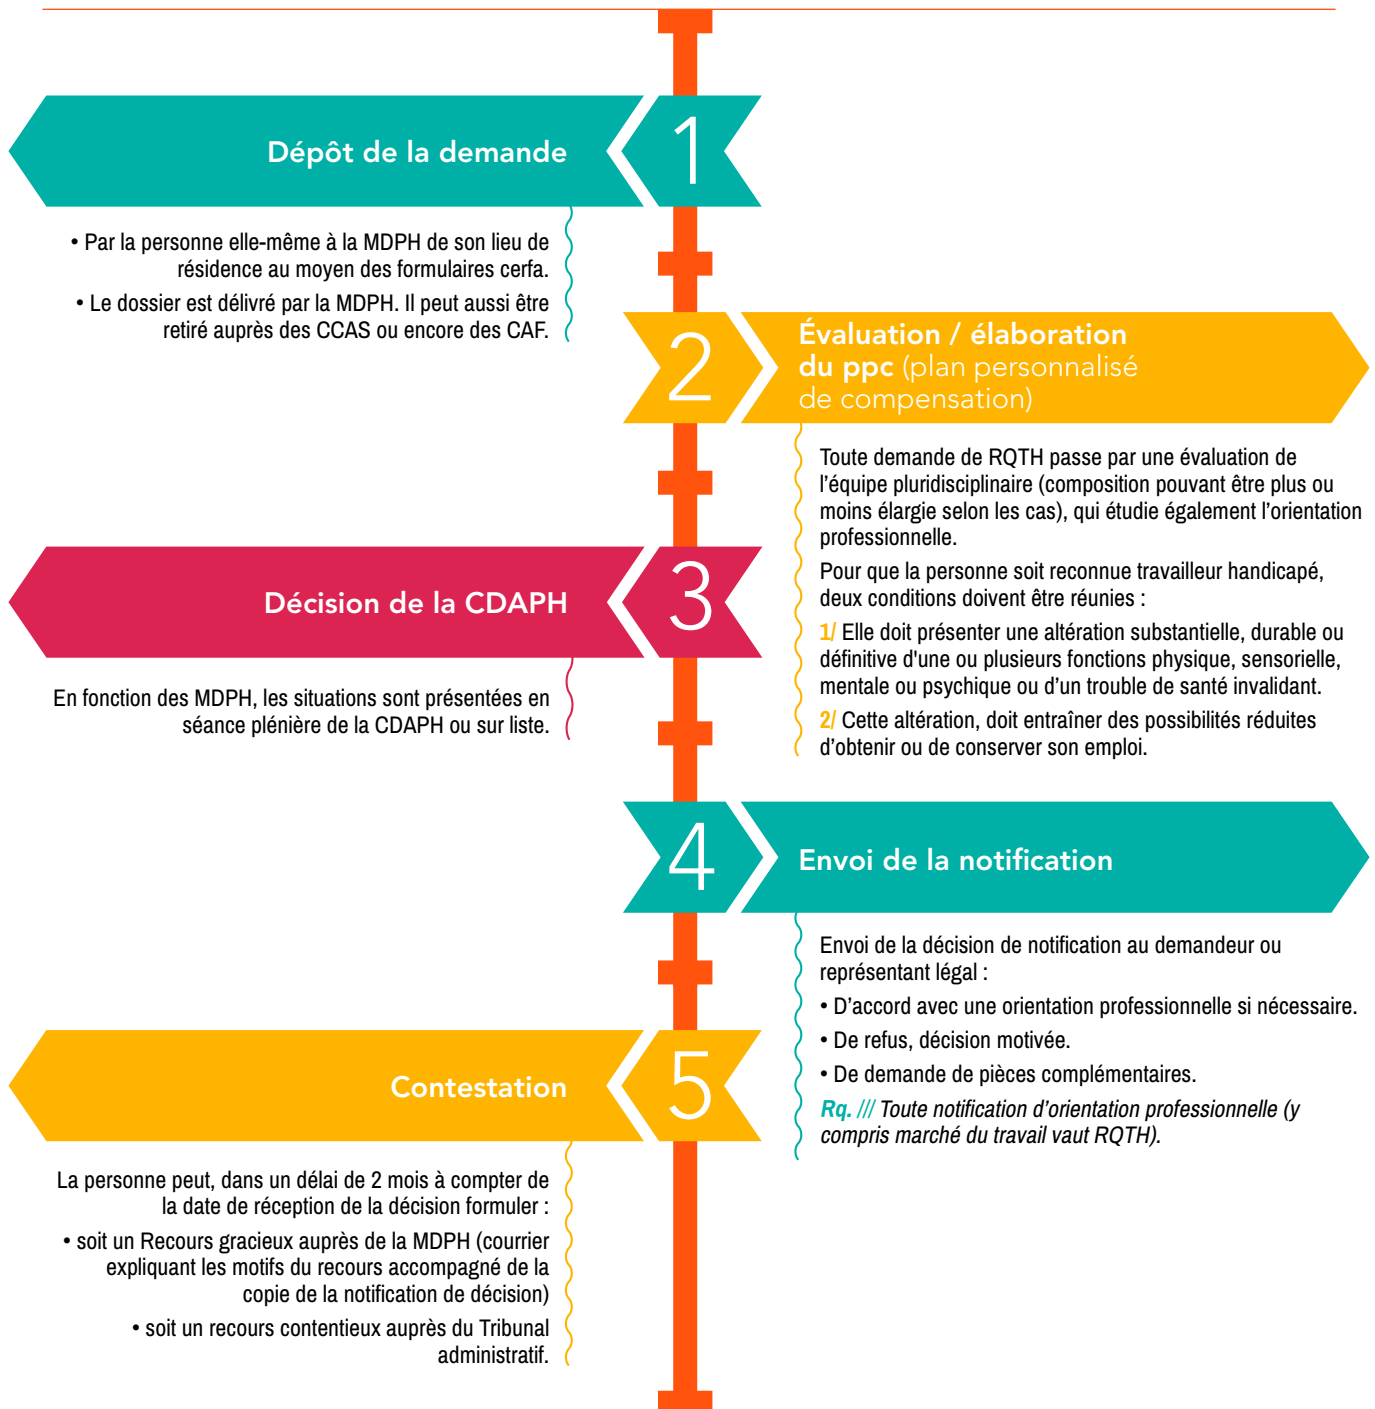 1
Dépôt de la demande
• Par la personne elle-même à la MDPH de son lieu de
résidence au moyen des formulaires cerfa.
• Le dossier est délivré par la MDPH. Il peut aussi être
retiré auprès des CCAS ou encore des CAF.
2
Évaluation / élaboration
du ppc (plan personnalisé
de compensation)
Toute demande de RQTH passe par une évaluation de
l’équipe pluridisciplinaire (composition pouvant être plus ou
moins élargie selon les cas), qui étudie également l’orientation
professionnelle.
Pour que la personne soit reconnue travailleur handicapé,
deux conditions doivent être réunies :
1/ Elle doit présenter une altération substantielle, durable ou
définitive d'une ou plusieurs fonctions physique, sensorielle,
mentale ou psychique ou d’un trouble de santé invalidant.
2/ Cette altération, doit entraîner des possibilités réduites
d’obtenir ou de conserver son emploi.
3
Décision de la CDAPH
En fonction des MDPH, les situations sont présentées en
séance plénière de la CDAPH ou sur liste.
4
Envoi de la notification
Envoi de la décision de notification au demandeur ou
représentant légal :
• D’accord avec une orientation professionnelle si nécessaire.
• De refus, décision motivée.
• De demande de pièces complémentaires.
Rq. /// Toute notification d’orientation professionnelle (y
compris marché du travail vaut RQTH).
5
Contestation
La personne peut, dans un délai de 2 mois à compter de
la date de réception de la décision formuler :
• soit un Recours gracieux auprès de la MDPH (courrier
expliquant les motifs du recours accompagné de la
copie de la notification de décision)
• soit un recours contentieux auprès du Tribunal
administratif.